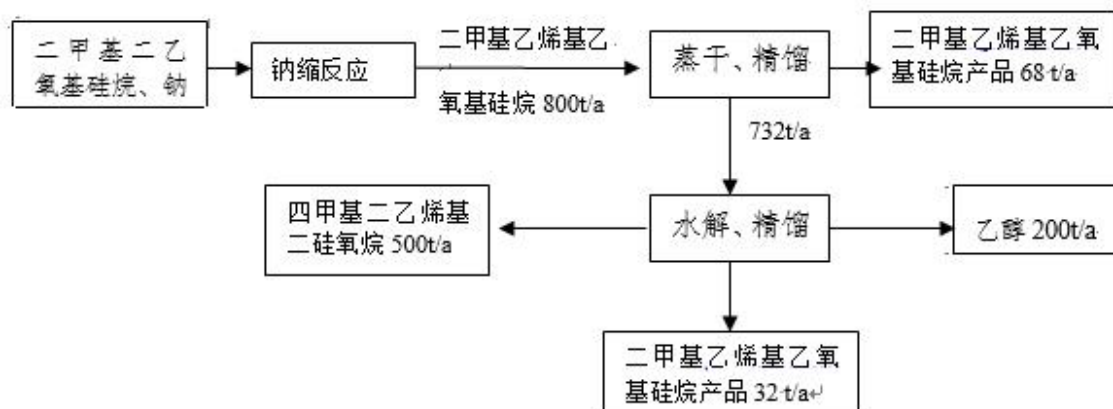 二甲基二乙
氧基硅烷、钠
钠缩反应
二甲基乙烯基乙
氧基硅烷 800t/a
蒸干、精馏
二甲基乙烯基乙氧
基硅烷产品 68 t/a
732t/a
四甲基二乙烯基
二硅氧烷 500t/a
水解、精馏
乙醇 200t/a
二甲基乙烯基乙氧
基硅烷产品 32 t/a↵